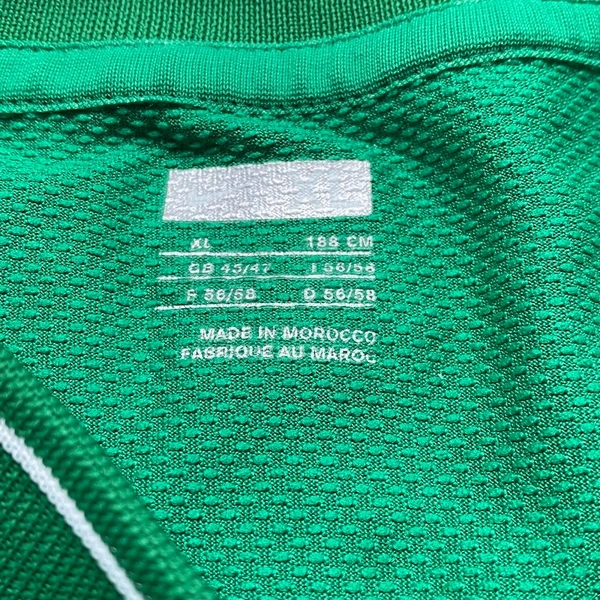 XL 188 CM
GB 45/47 I 56/58
F 56/58 D 56/58
MADE IN MOROCCO
FABRIQUE AU MAROC